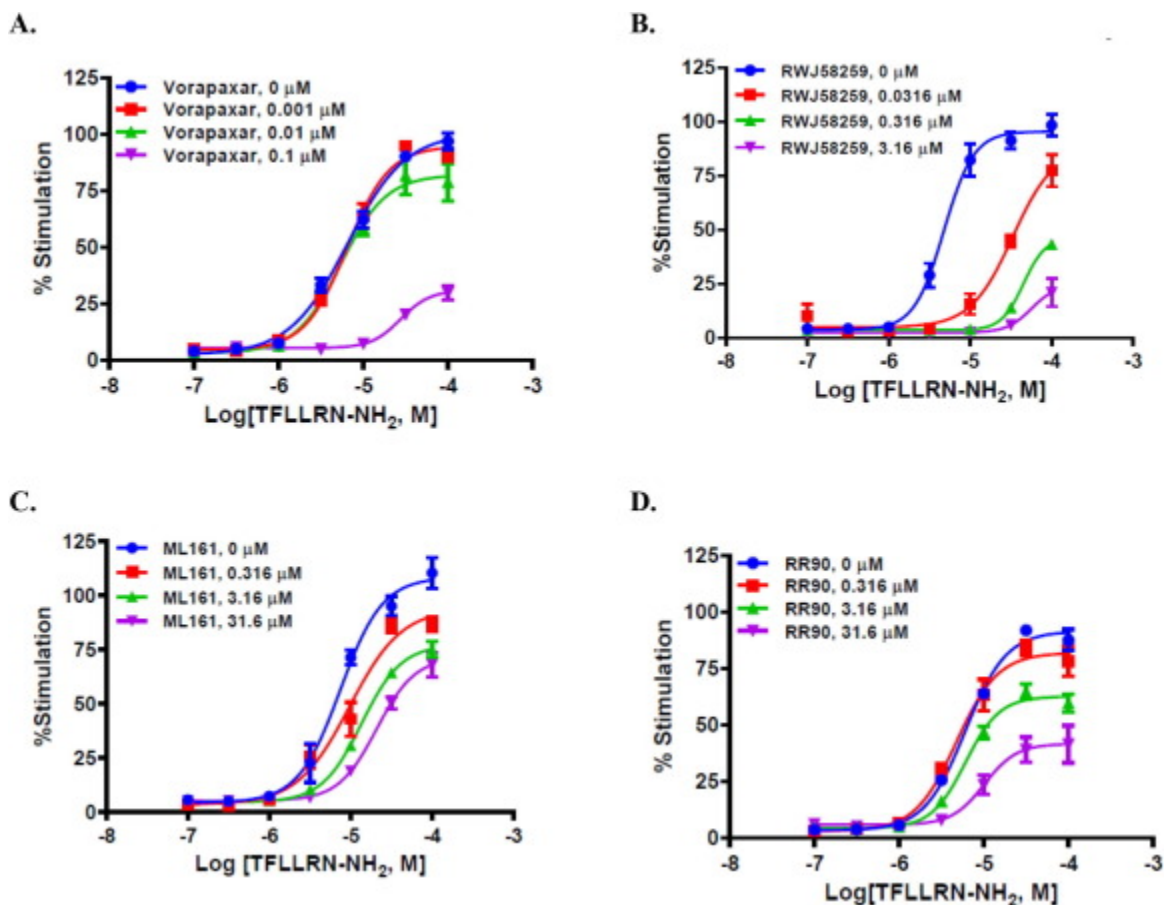 A.
Vorapaxar, 0 μM
Vorapaxar, 0.001 μM
Vorapaxar, 0.01 μM
Vorapaxar, 0.1 μM
125
100
75
50
25
0
% Stimulation
-8 -7 -6 -5 -4 -3
Log[TFLLRN-NH₂, M]
B.
RWJ58259, 0 μM
RWJ58259, 0.0316 μM
RWJ58259, 0.316 μM
RWJ58259, 3.16 μM
125
100
75
50
25
0
%Stimulation
-8 -7 -6 -5 -4 -3
Log[TFLLRN-NH₂, M]
C.
ML161, 0 μM
ML161, 0.316 μM
ML161, 3.16 μM
ML161, 31.6 μM
125
100
75
50
25
0
%Stimulation
-8 -7 -6 -5 -4 -3
Log [TFLLRN-NH₂, M]
D.
RR90, 0 μM
RR90, 0.316 μM
RR90, 3.16 μM
RR90, 31.6 μM
125
100
75
50
25
0
% Stimulation
-8 -7 -6 -5 -4 -3
Log[TFLLRN-NH₂, M]